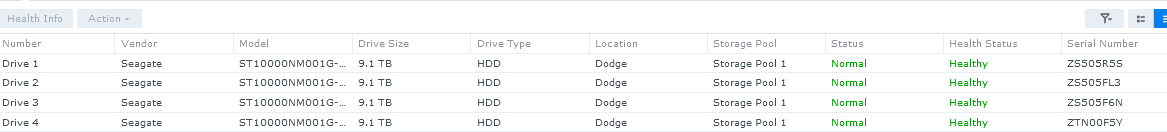 Health Info Action
Number Vendor Model Drive Size Drive Type Location Storage Pool Status Health Status Serial Number
Drive 1 Seagate ST10000NM001G-... 9.1 TB HDD Dodge Storage Pool 1 Normal Healthy ZS505R5S
Drive 2 Seagate ST10000NM001G-... 9.1 TB HDD Dodge Storage Pool 1 Normal Healthy ZS505FL3
Drive 3 Seagate ST10000NM001G-... 9.1 TB HDD Dodge Storage Pool 1 Normal Healthy ZS505F6N
Drive 4 Seagate ST10000NM001G-... 9.1 TB HDD Dodge Storage Pool 1 Normal Healthy ZTN00F5Y